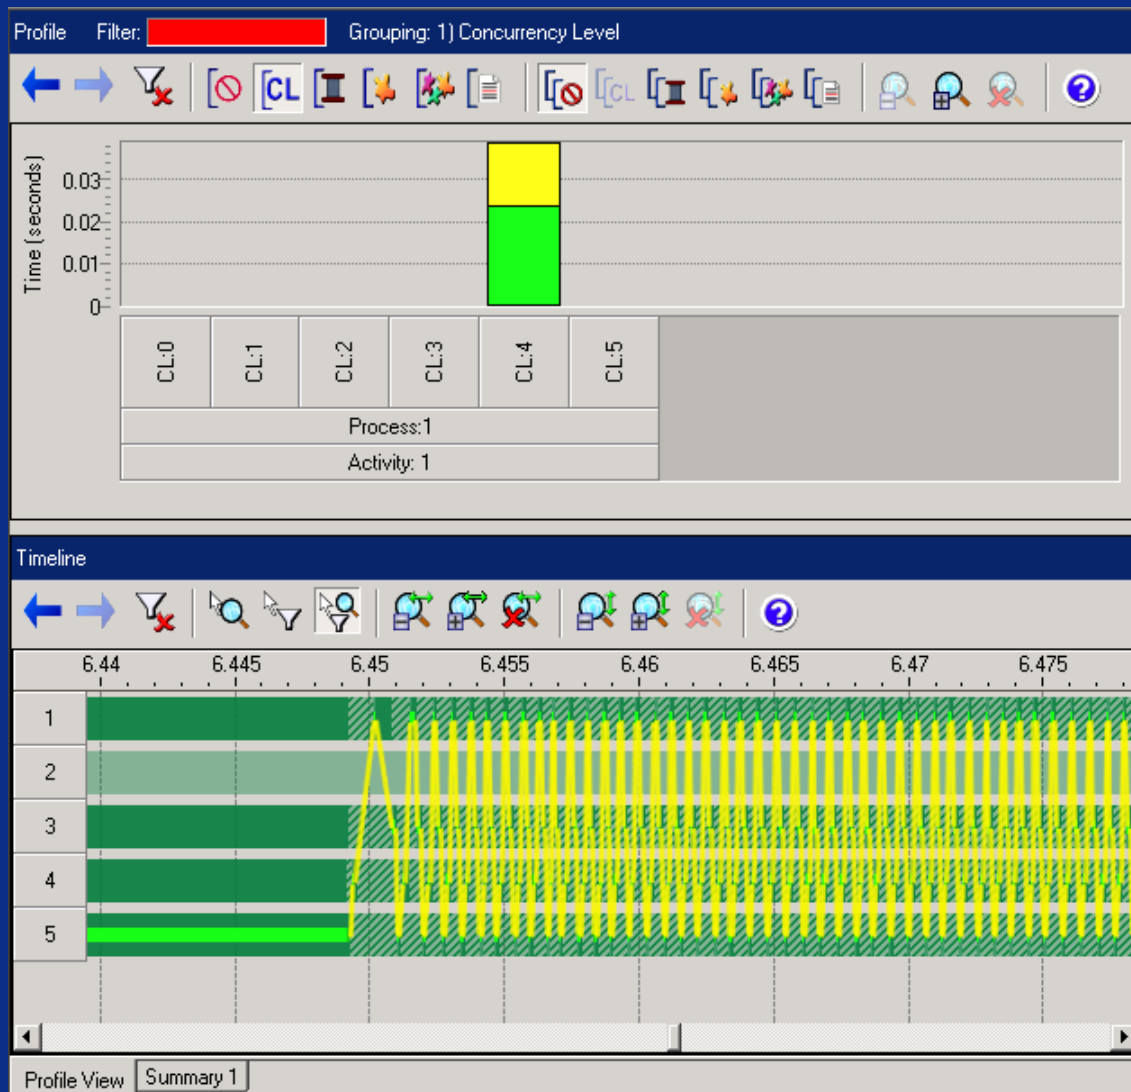 Profile Filter: Grouping: 1) Concurrency Level
CL CL
Time (seconds)
0.03
0.02
0.01
0
CL:0 CL:1 CL:2 CL:3 CL:4 CL:5
Process:1
Activity: 1
Timeline
6.44 6.445 6.45 6.455 6.46 6.465 6.47 6.475
1
2
3
4
5
Profile View Summary 1